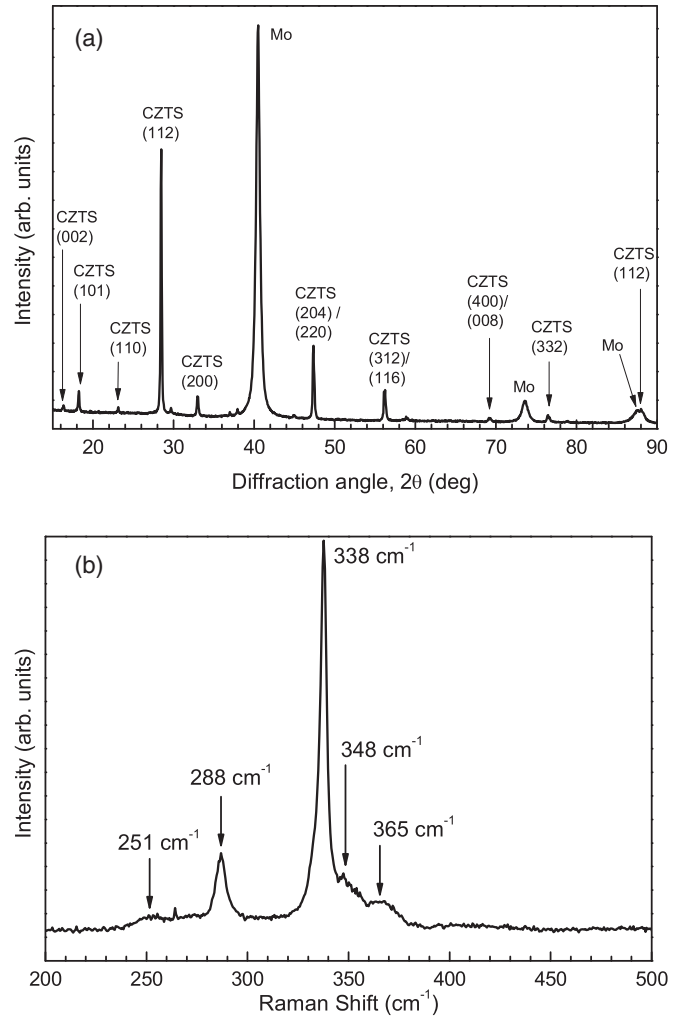 (a)
Mo
CZTS
(112)
CZTS
(002)
CZTS
(101)
CZTS
(110)
CZTS
(200)
CZTS
(204) /
(220)
CZTS
(312)/
(116)
CZTS
(400)/
(008)
Mo
CZTS
(332)
Mo
CZTS
(112)
Intensity (arb. units)
20 30 40 50 60 70 80 90
Diffraction angle, 2θ (deg)
(b)
338 cm⁻¹
348 cm⁻¹
288 cm⁻¹
365 cm⁻¹
251 cm⁻¹
Intensity (arb. units)
200 250 300 350 400 450 500
Raman Shift (cm⁻¹)